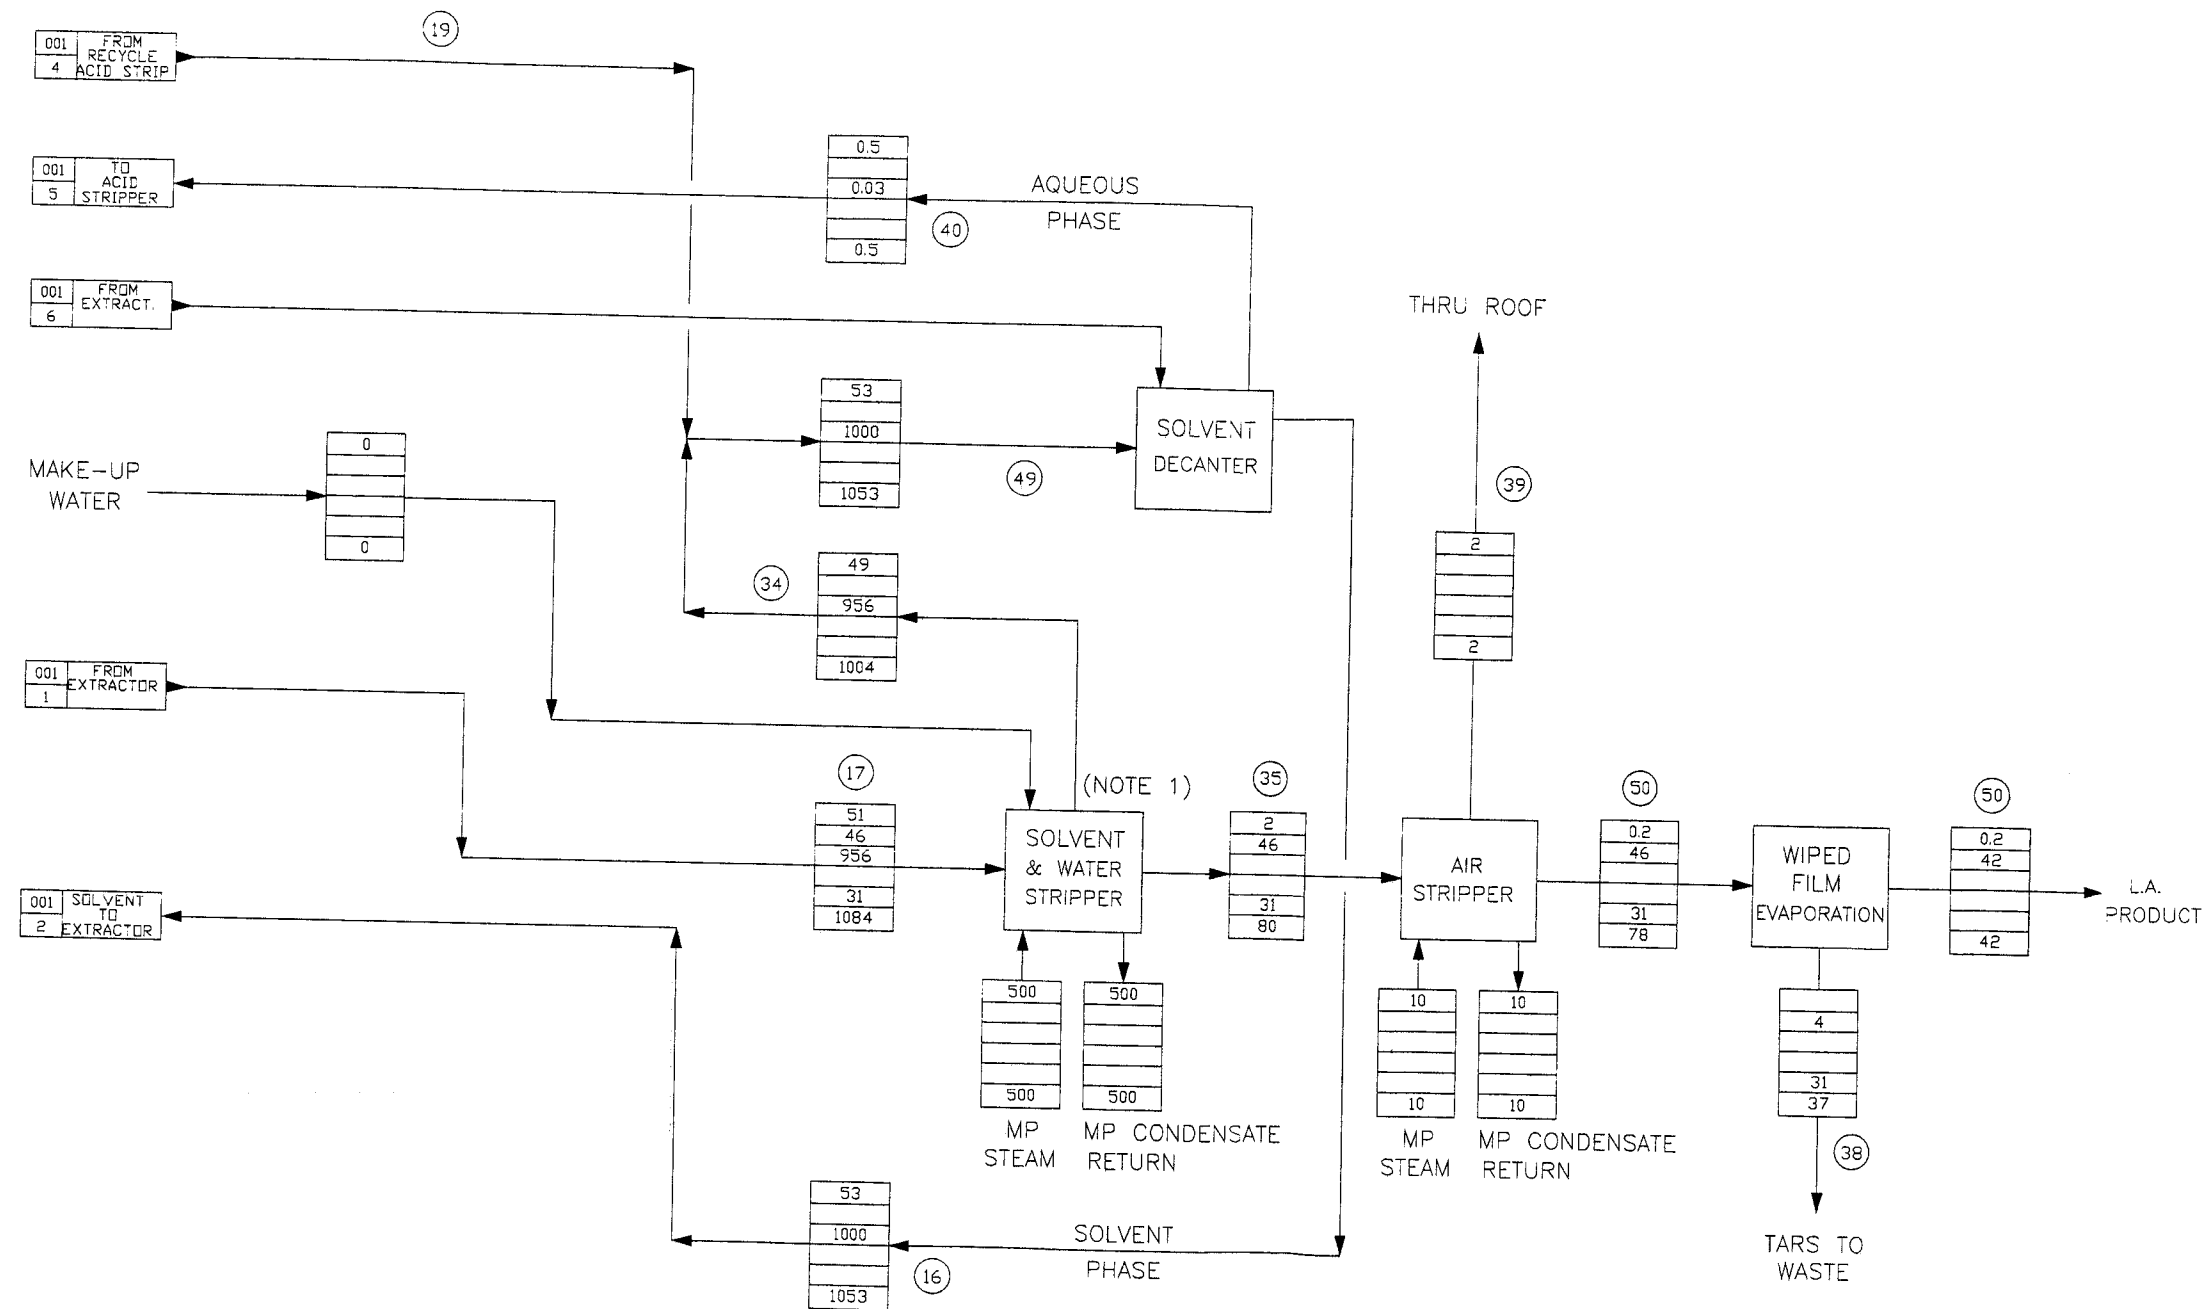 19
001
4
FROM
RECYCLE
ACID STRIP
001
5
TO
ACID
STRIPPER
0.5
0.03
0.5
AQUEOUS
PHASE
40
001
6
FROM
EXTRACT.
THRU ROOF
53
1000
1053
49
SOLVENT
DECANTER
MAKE-UP
WATER
0
0
39
2
2
34
49
956
1004
001
1
FROM
EXTRACTOR
17
51
46
956
31
1084
(NOTE 1)
SOLVENT
& WATER
STRIPPER
35
2
46
31
80
AIR
STRIPPER
50
0.2
46
31
78
WIPED
FILM
EVAPORATION
50
0.2
42
42
L.A.
PRODUCT
001
2
SOLVENT
TO
EXTRACTOR
500
500
MP
STEAM
500
500
MP CONDENSATE
RETURN
10
10
MP
STEAM
10
10
MP CONDENSATE
RETURN
4
31
37
38
TARS TO
WASTE
53
1000
1053
16
SOLVENT
PHASE